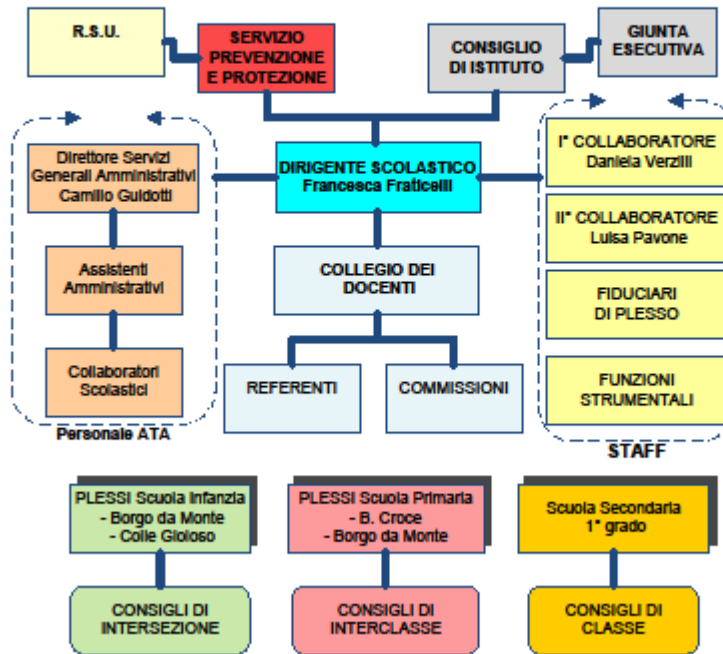 R.S.U.
SERVIZIO
PREVENZIONE
E PROTEZIONE
CONSIGLIO
DI ISTITUTO
GIUNTA
ESECUTIVA
Direttore Servizi
Generali Amministrativi
Camillo Guidotti
DIRIGENTE SCOLASTICO
Francesca Fraticelli
I° COLLABORATORE
Daniela Verzilli
II° COLLABORATORE
Luisa Pavone
Assistenti
Amministrativi
COLLEGIO DEI
DOCENTI
FIDUCIARI
DI PLESSO
Collaboratori
Scolastici
REFERENTI
COMMISSIONI
FUNZIONI
STRUMENTALI
Personale ATA
STAFF
PLESSI Scuola Infanzia
- Borgo da Monte
- Colle Gioioso
PLESSI Scuola Primaria
- B. Croce
- Borgo da Monte
Scuola Secondaria
1° grado
CONSIGLI DI
INTERSEZIONE
CONSIGLI DI
INTERCLASSE
CONSIGLI DI
CLASSE